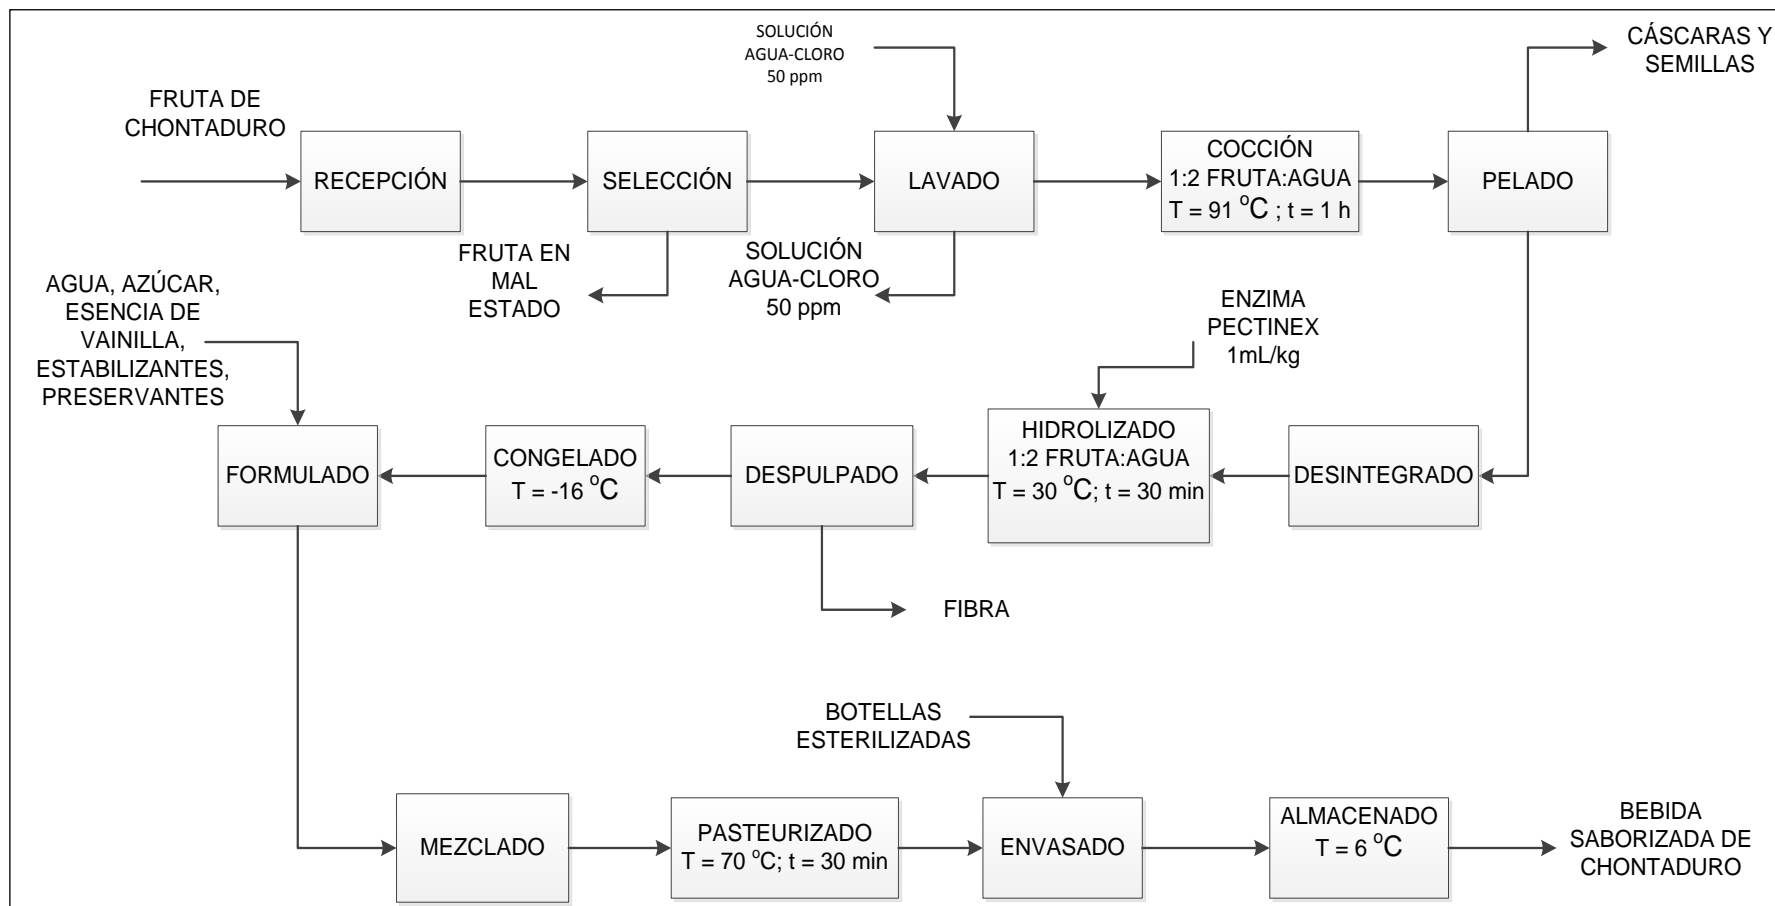 SOLUCIÓN
AGUA-CLORO
50 ppm
CÁSCARAS Y
SEMILLAS
FRUTA DE
CHONTADURO
RECEPCIÓN
SELECCIÓN
LAVADO
COCCIÓN
1:2 FRUTA:AGUA
T = 91 °C ; t = 1 h
PELADO
FRUTA EN
MAL
ESTADO
SOLUCIÓN
AGUA-CLORO
50 ppm
AGUA, AZÚCAR,
ESENCIA DE
VAINILLA,
ESTABILIZANTES,
PRESERVANTES
ENZIMA
PECTINEX
1mL/kg
FORMULADO
CONGELADO
T = -16 °C
DESPULPADO
HIDROLIZADO
1:2 FRUTA:AGUA
T = 30 °C; t = 30 min
DESINTEGRADO
FIBRA
BOTELLAS
ESTERILIZADAS
MEZCLADO
PASTEURIZADO
T = 70 °C; t = 30 min
ENVASADO
ALMACENADO
T = 6 °C
BEBIDA
SABORIZADA DE
CHONTADURO